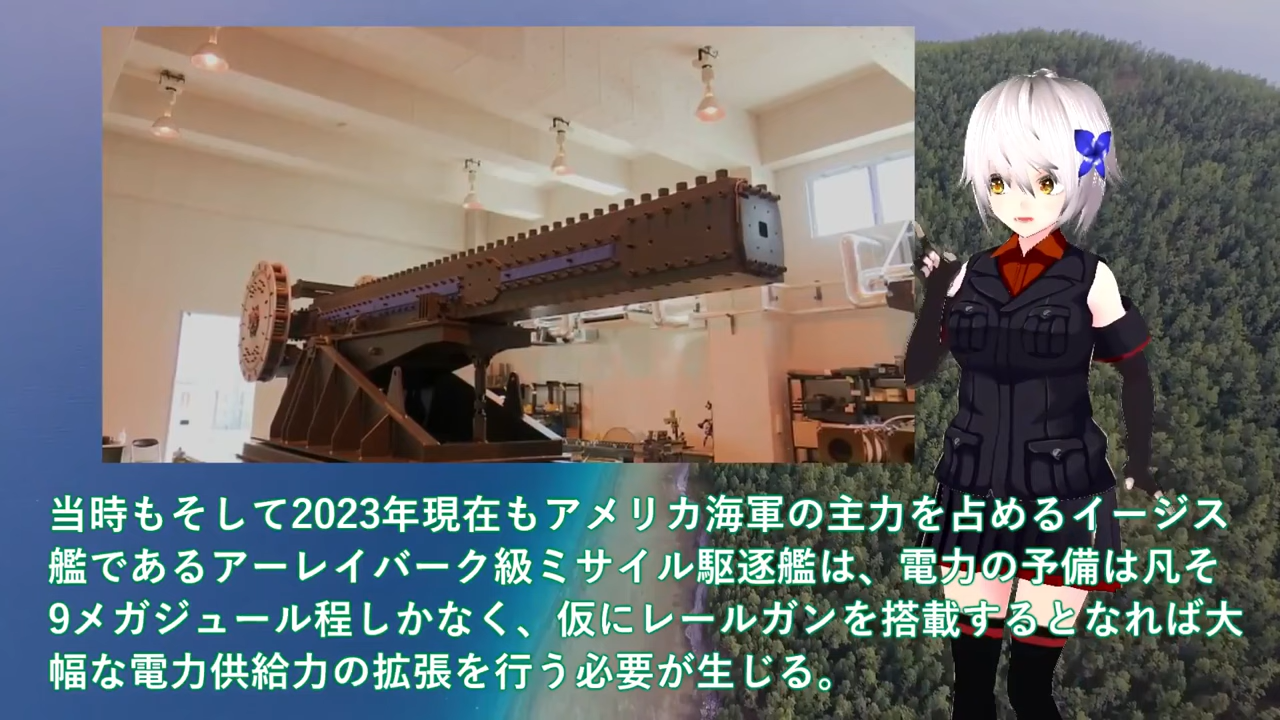 当時もそして2023年現在もアメリカ海軍の主力を占めるイージス
艦であるアーレイバーク級ミサイル駆逐艦は、電力の予備は凡そ
9メガジュール程しかなく、仮にレールガンを搭載するとなれば大
幅な電力供給力の拡張を行う必要が生じる。